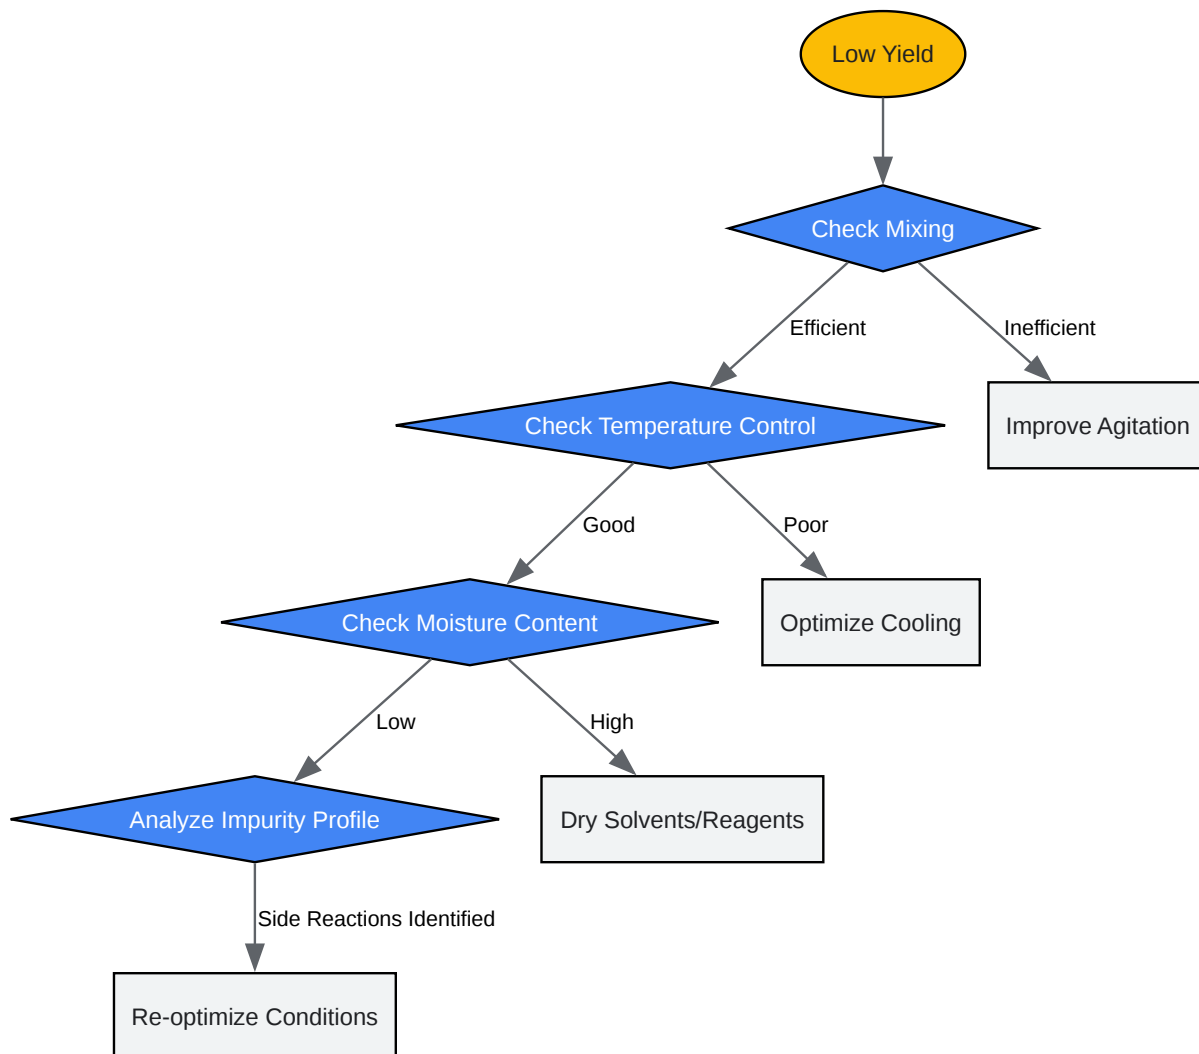 Low Yield
Check Mixing
Efficient
Inefficient
Check Temperature Control
Improve Agitation
Good
Poor
Check Moisture Content
Optimize Cooling
Low
High
Analyze Impurity Profile
Dry Solvents/Reagents
Side Reactions Identified
Re-optimize Conditions